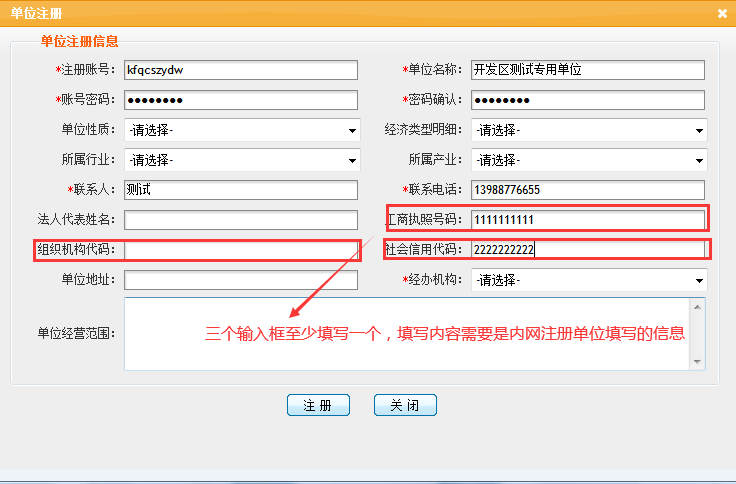 单位注册
单位注册信息
*注册账号： kfqcszydw *单位名称： 开发区测试专用单位
*账号密码： ●●●●●●●● *密码确认： ●●●●●●●●
单位性质： -请选择- 经济类型明细： -请选择-
所属行业： -请选择- 所属产业： -请选择-
*联系人： 测试 *联系电话： 13988776655
法人代表姓名： 工商执照号码： 1111111111
组织机构代码： 社会信用代码： 2222222222
单位地址： *经办机构： -请选择-
单位经营范围： 三个输入框至少填写一个，填写内容需要是内网注册单位填写的信息
注 册 关 闭